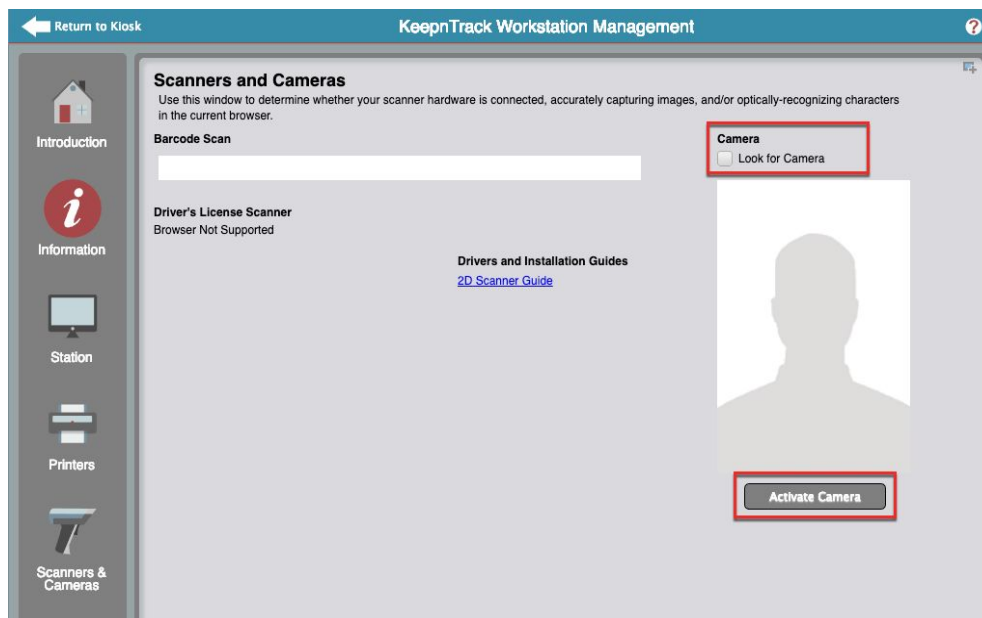 Return to Kiosk
KeepnTrack Workstation Management
?
Scanners and Cameras
Use this window to determine whether your scanner hardware is connected, accurately capturing images, and/or optically-recognizing characters
in the current browser.
Introduction
Barcode Scan
Camera
Look for Camera
i
Information
Driver's License Scanner
Browser Not Supported
Drivers and Installation Guides
2D Scanner Guide
Station
Printers
Activate Camera
Scanners &
Cameras